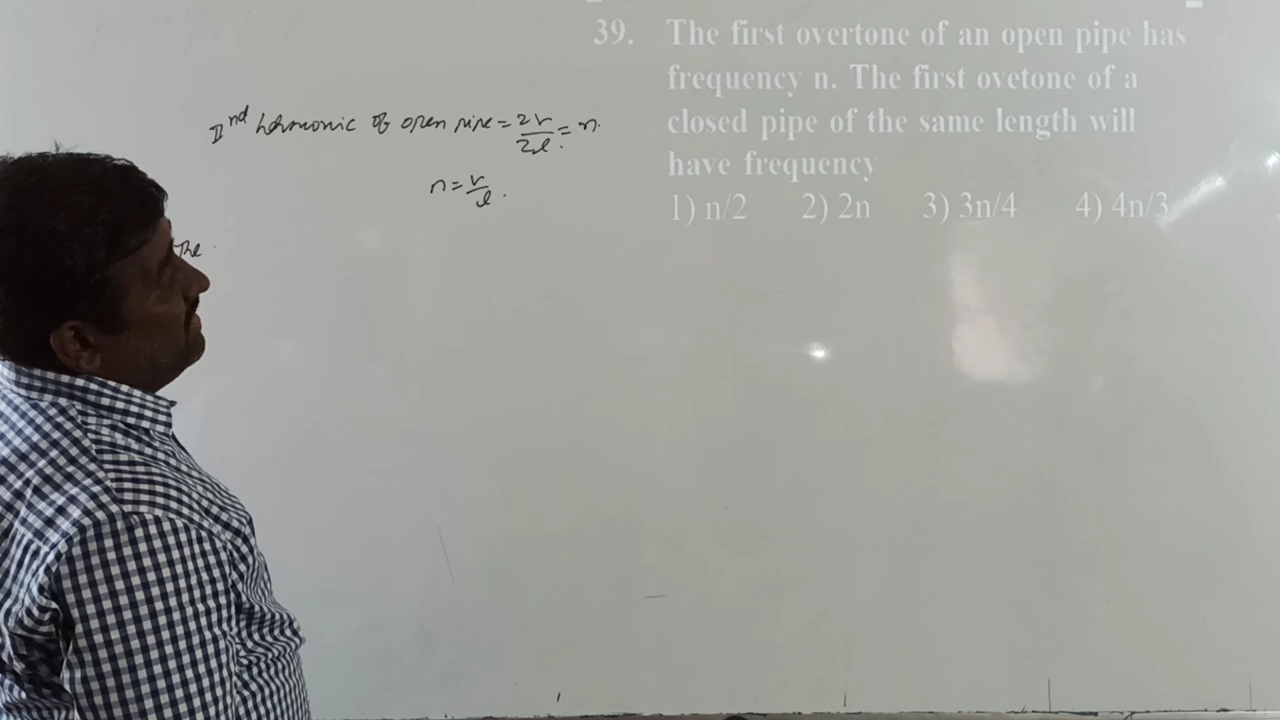 39. The first overtone of an open pipe has
frequency n. The first ovetone of a
closed pipe of the same length will
have frequency
1) n/2 2) 2n 3) 3n/4 4) 4n/3
IInd harmonic of open pipe = 2v/2l = n.
n = v/l.
The